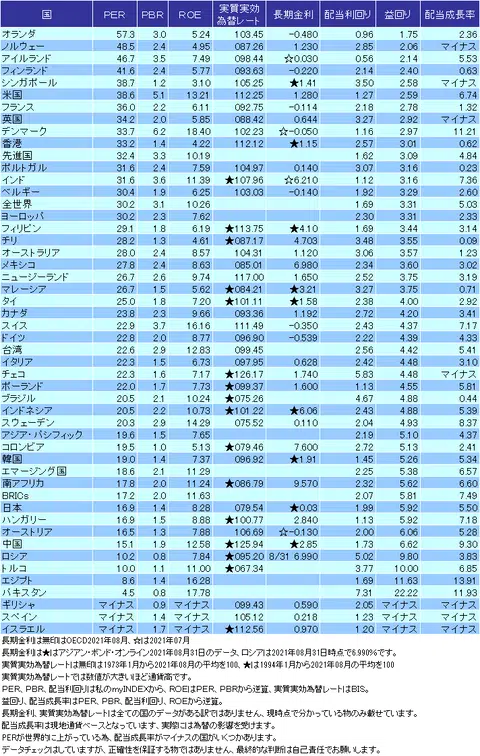 国 PER PBR ROE 実質実効為替レート 長期金利 配当利回り 益回り 配当成長率
オランダ 57.3 3.0 5.24 103.45 -0.480 0.96 1.75 2.36
ノルウェー 48.5 2.4 4.95 087.26 1.230 2.85 2.06 マイナス
アイルランド 46.7 3.5 7.49 098.44 ☆0.030 0.56 2.14 5.53
フィンランド 41.6 2.4 5.77 093.63 -0.220 2.14 2.40 0.63
シンガポール 38.7 1.2 3.10 105.25 ★1.41 3.50 2.58 マイナス
米国 38.6 5.1 13.21 112.25 1.280 1.27 2.59 6.74
フランス 36.0 2.2 6.11 092.75 -0.114 2.18 2.78 1.32
英国 34.2 2.0 5.85 088.42 0.644 3.27 2.92 マイナス
デンマーク 33.7 6.2 18.40 102.23 ☆-0.050 1.16 2.97 11.21
香港 33.2 1.4 4.22 112.12 ★1.15 2.57 3.01 0.62
先進国 32.4 3.3 10.19 1.62 3.09 4.84
ポルトガル 31.6 2.4 7.59 104.97 0.140 3.07 3.16 0.23
インド 31.6 3.6 11.39 ★107.96 ☆6.210 1.12 3.16 7.36
ベルギー 30.4 1.9 6.25 103.03 -0.140 1.92 3.29 2.60
全世界 30.2 3.1 10.26 1.69 3.31 5.03
ヨーロッパ 30.2 2.3 7.62 2.30 3.31 2.33
フィリピン 29.1 1.8 6.19 ★113.75 ★4.10 1.69 3.44 3.14
チリ 28.2 1.3 4.61 ★087.17 4.703 3.48 3.55 0.09
オーストラリア 28.0 2.4 8.57 104.31 1.120 3.06 3.57 1.23
メキシコ 27.8 2.4 8.63 085.01 6.980 2.34 3.60 3.02
ニュージーランド 26.7 2.6 9.74 117.00 1.650 2.52 3.75 3.19
マレーシア 26.7 1.5 5.62 ★084.21 ★3.21 3.27 3.75 0.71
タイ 25.0 1.8 7.20 ★101.11 ★1.58 2.38 4.00 2.92
カナダ 23.8 2.3 9.66 093.36 1.192 2.72 4.20 3.41
スイス 22.9 3.7 16.16 111.49 -0.350 2.43 4.37 7.17
ドイツ 22.8 2.0 8.77 096.90 -0.539 2.22 4.39 4.33
台湾 22.6 2.9 12.83 099.45 2.56 4.42 5.41
イタリア 22.3 1.5 6.73 097.95 0.628 2.42 4.48 3.10
チェコ 22.3 1.6 7.17 ★126.17 1.740 5.83 4.48 マイナス
ポーランド 22.0 1.7 7.73 ★099.37 1.600 1.13 4.55 5.81
ブラジル 20.5 2.1 10.24 ★075.26 4.67 4.88 0.44
インドネシア 20.5 2.2 10.73 ★101.22 ★6.06 2.43 4.88 5.39
スウェーデン 20.3 2.9 14.29 075.52 0.110 2.04 4.93 8.37
アジア・パシフィック 19.6 1.5 7.65 2.19 5.10 4.37
コロンビア 19.5 1.0 5.13 ★079.46 7.600 2.72 5.13 2.41
韓国 19.0 1.4 7.37 096.92 ★1.91 1.45 5.26 5.34
エマージング国 18.6 2.1 11.29 2.25 5.38 6.57
南アフリカ 17.8 2.0 11.24 ★086.79 9.570 2.32 5.62 6.60
BRICs 17.2 2.0 11.63 2.07 5.81 7.49
日本 16.9 1.4 8.28 079.54 ★0.03 1.99 5.92 5.50
ハンガリー 16.9 1.5 8.88 ★100.77 2.840 1.13 5.92 7.18
オーストリア 16.5 1.3 7.88 106.69 ☆-0.130 2.00 6.06 5.28
中国 15.1 1.9 12.58 ★125.94 ★2.85 1.73 6.62 9.30
ロシア 10.2 0.8 7.84 ★095.20 8/31 6.990 5.02 9.80 3.83
トルコ 10.0 1.1 11.00 ★067.34 3.77 10.00 6.85
エジプト 8.6 1.4 16.28 1.69 11.63 13.91
パキスタン 4.5 0.8 17.78 7.31 22.22 11.93
ギリシャ マイナス 0.9 マイナス 099.43 0.590 2.05 マイナス マイナス
スペイン マイナス 1.4 マイナス 105.12 0.218 1.23 マイナス マイナス
イスラエル マイナス 1.7 マイナス ★112.56 0.970 1.20 マイナス マイナス
長期金利は無印はOECD2021年08月、☆は2021年07月
長期金利は★はアジアン・ボンド・オンライン2021年08月31日のデータ、ロシアは2021年08月31日時点で6.990%です。
実質実効為替レートは無印は1973年1月から2021年08月の平均を100、★は1994年1月から2021年08月の平均を100
実質実効為替レートでは数値が大きいほど通貨高です。
PER、PBR、配当利回りは私のmyINDEXから、ROEはPER、PBRから逆算、実質実効為替レートはBIS。
益回り、配当成長率はPER、PBR、配当利回り、ROEから逆算。
長期金利、実質実効為替レートは全ての国のデータがある訳ではありません、現時点で分かっている物のみ載せています。
配当成長率は現地通貨ベースとなっています、実際には為替の影響を受けます。
PERが世界的に上がっている為、配当成長率がマイナスの国がいくつかあります。
データチェックはしていますが、正確性を保証する物ではありません、最終的な判断は自己責任でお願いします。